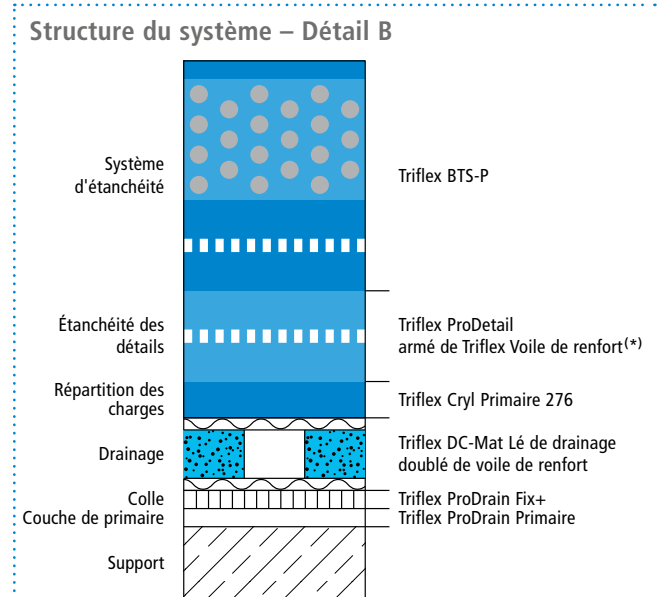 Structure du système – Détail B
Système
d'étanchéité
Triflex BTS-P
Étanchéité des
détails
Triflex ProDetail
armé de Triflex Voile de renfort(*)
Répartition des
charges
Triflex Cryl Primaire 276
Drainage
Triflex DC-Mat Lé de drainage
doublé de voile de renfort
Colle
Triflex ProDrain Fix+
Couche de primaire
Triflex ProDrain Primaire
Support